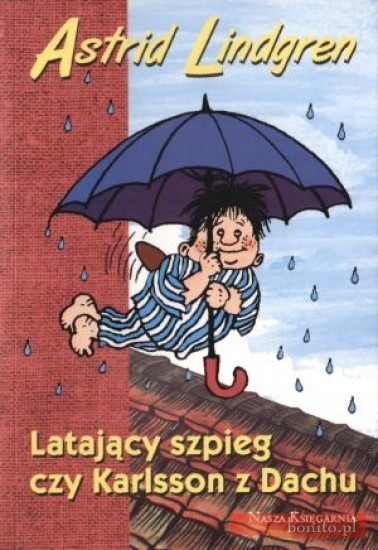 Astrid Lindgren
Latający szpieg
czy Karlsson z Dachu
Nasza Księgarnia
bonito.pl